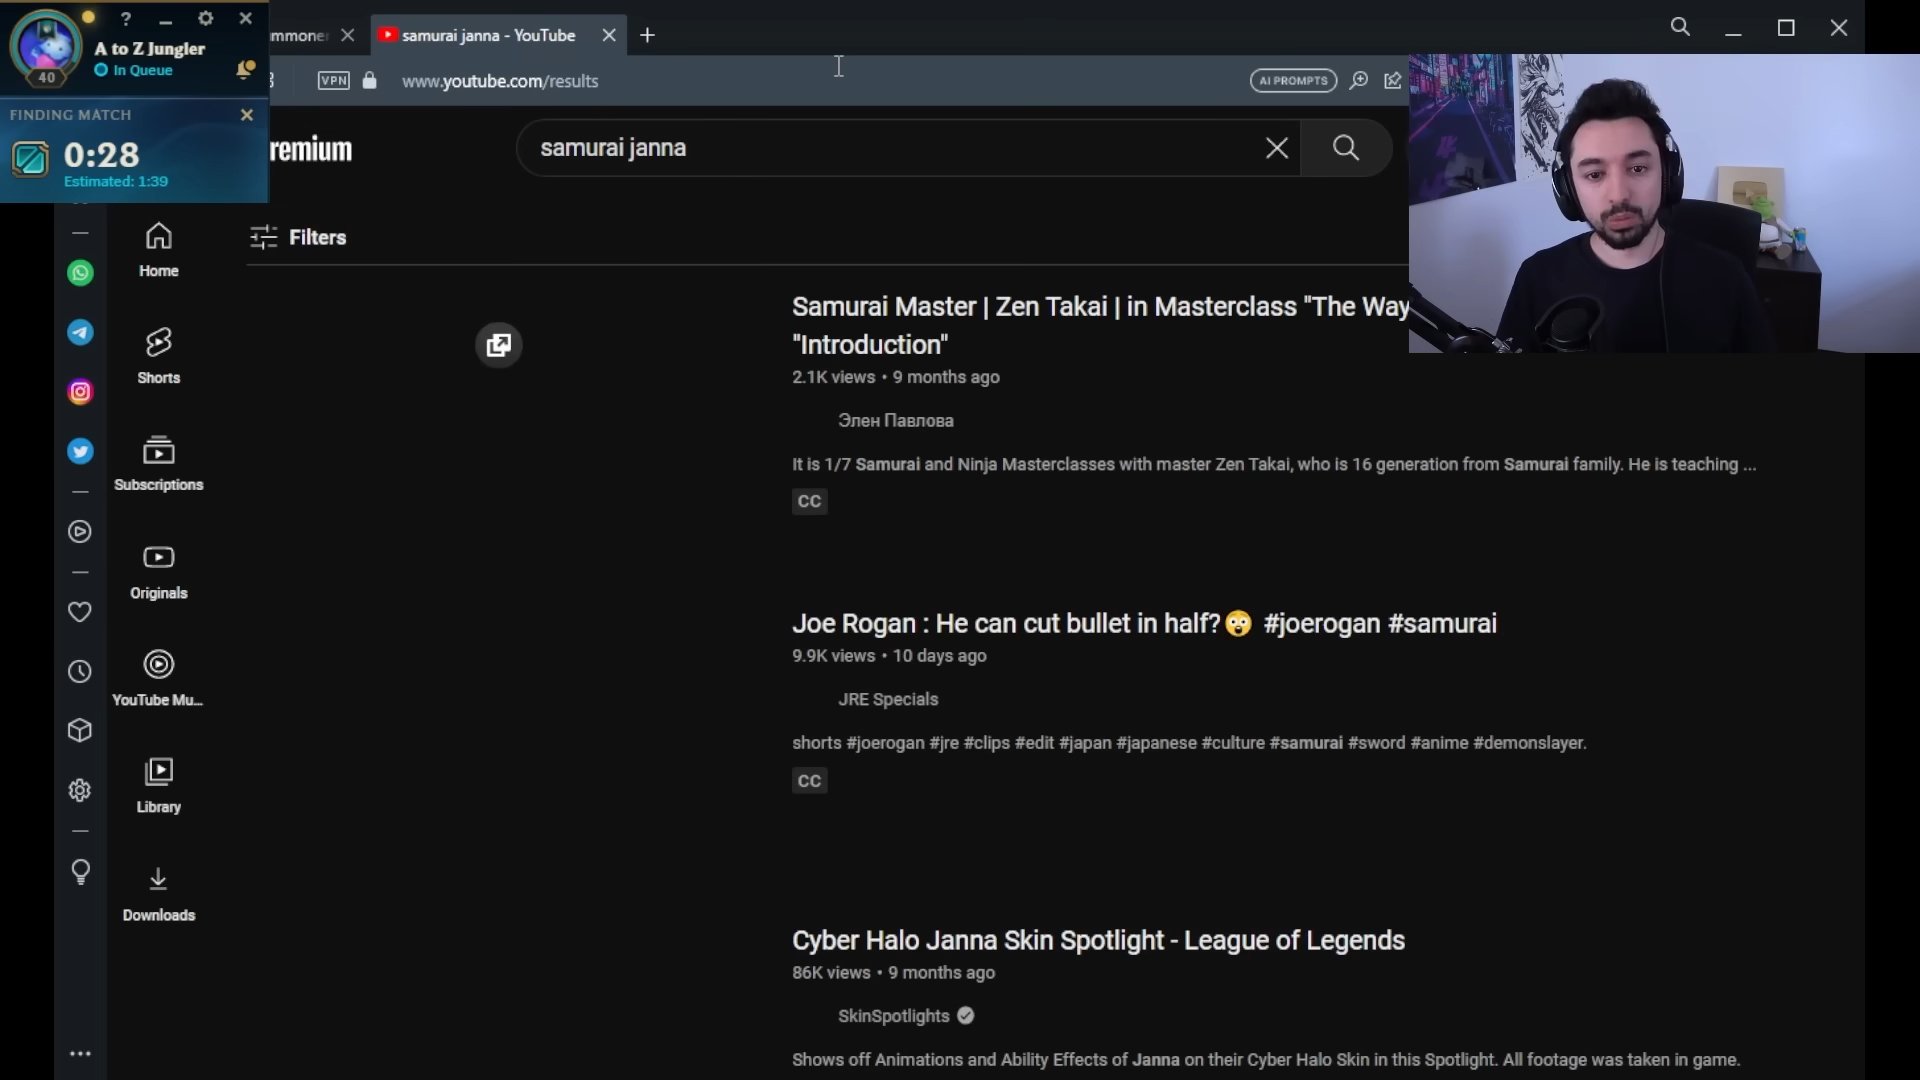 A to Z Jungler
40
In Queue
FINDING MATCH
0:28
Estimated: 1:39
samurai janna - YouTube
VPN
www.youtube.com/results
AI PROMPTS
samurai janna
Filters
Home
Shorts
Subscriptions
Originals
YouTube Mu...
Library
Downloads
Samurai Master | Zen Takai | in Masterclass "The Way
"Introduction"
2.1K views • 9 months ago
Элен Павлова
It is 1/7 Samurai and Ninja Masterclasses with master Zen Takai, who is 16 generation from Samurai family. He is teaching ...
CC
Joe Rogan : He can cut bullet in half?😲 #joerogan #samurai
9.9K views • 10 days ago
JRE Specials
shorts #joerogan #jre #clips #edit #japan #japanese #culture #samurai #sword #anime #demonslayer.
CC
Cyber Halo Janna Skin Spotlight - League of Legends
86K views • 9 months ago
SkinSpotlights
Shows off Animations and Ability Effects of Janna on their Cyber Halo Skin in this Spotlight. All footage was taken in game.